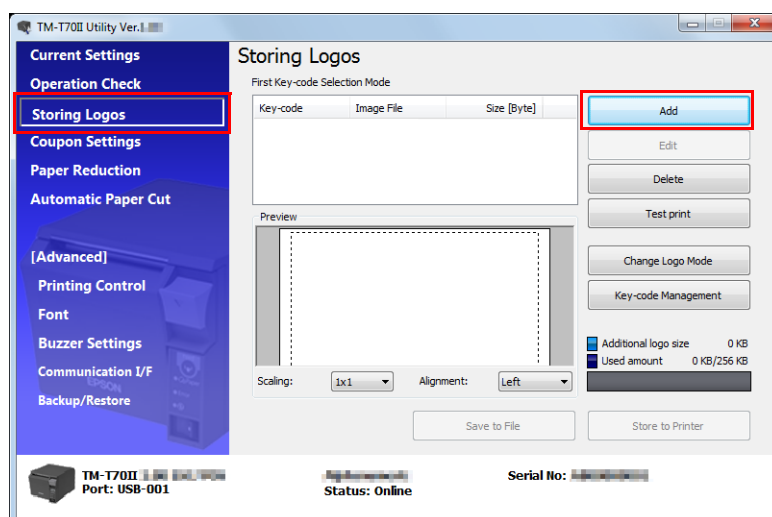 TM-T70II Utility Ver.
Current Settings
Operation Check
Storing Logos
Coupon Settings
Paper Reduction
Automatic Paper Cut
[Advanced]
Printing Control
Font
Buzzer Settings
Communication I/F
Backup/Restore
EPSON
Storing Logos
First Key-code Selection Mode
Key-code Image File Size [Byte]
Preview
Scaling: 1x1 Alignment: Left
Add
Edit
Delete
Test print
Change Logo Mode
Key-code Management
Additional logo size 0 KB
Used amount 0 KB/256 KB
Save to File
Store to Printer
TM-T70II
Port: USB-001
Status: Online
Serial No: